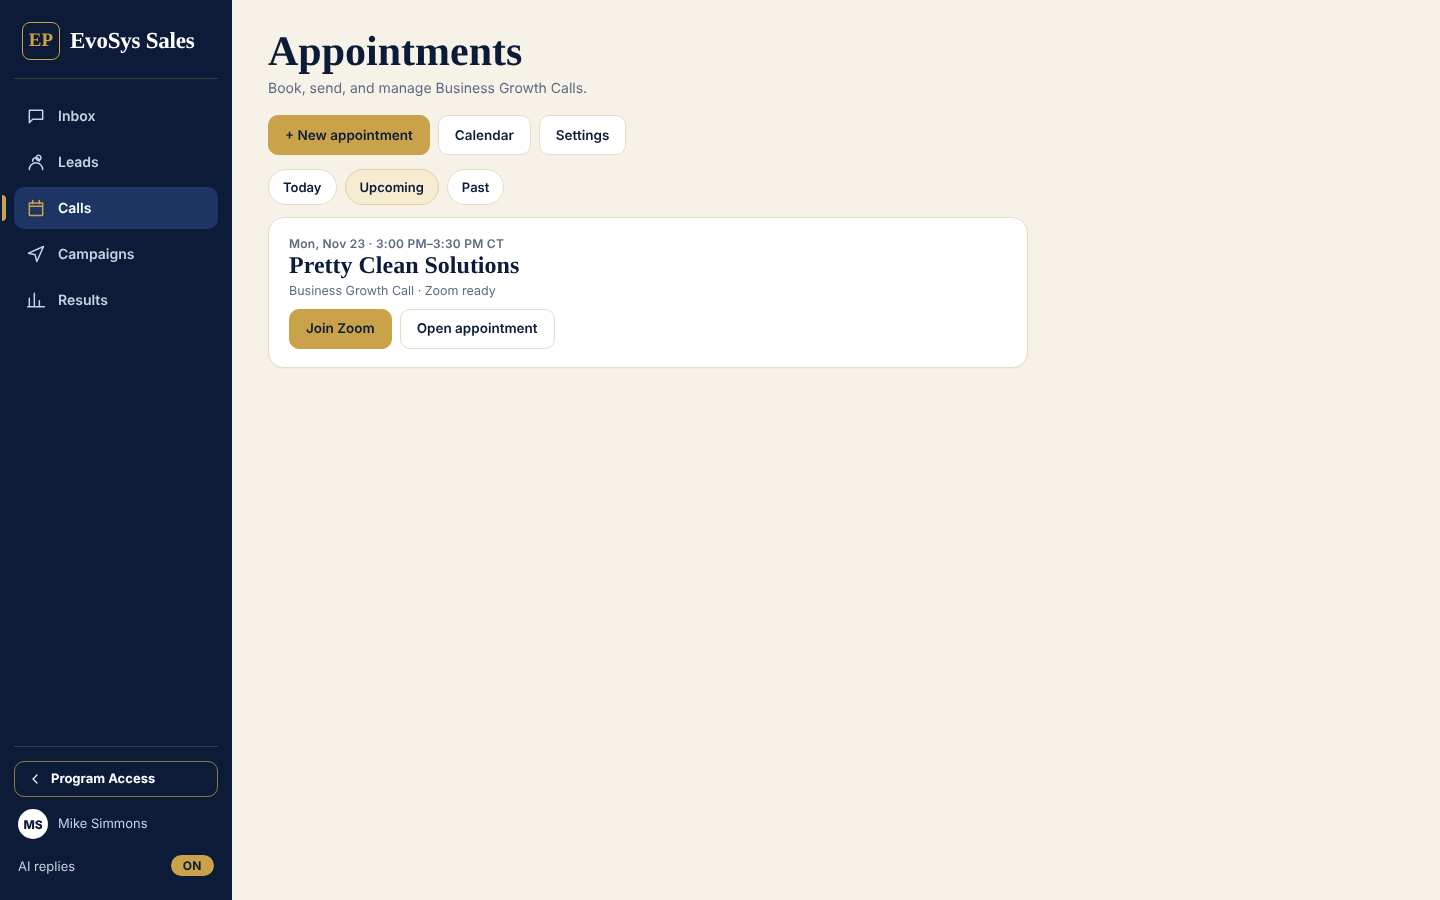 EP EvoSys Sales
Inbox
Leads
Calls
Campaigns
Results
Program Access
MS Mike Simmons
AI replies ON
Appointments
Book, send, and manage Business Growth Calls.
+ New appointment Calendar Settings
Today Upcoming Past
Mon, Nov 23 · 3:00 PM–3:30 PM CT
Pretty Clean Solutions
Business Growth Call · Zoom ready
Join Zoom Open appointment